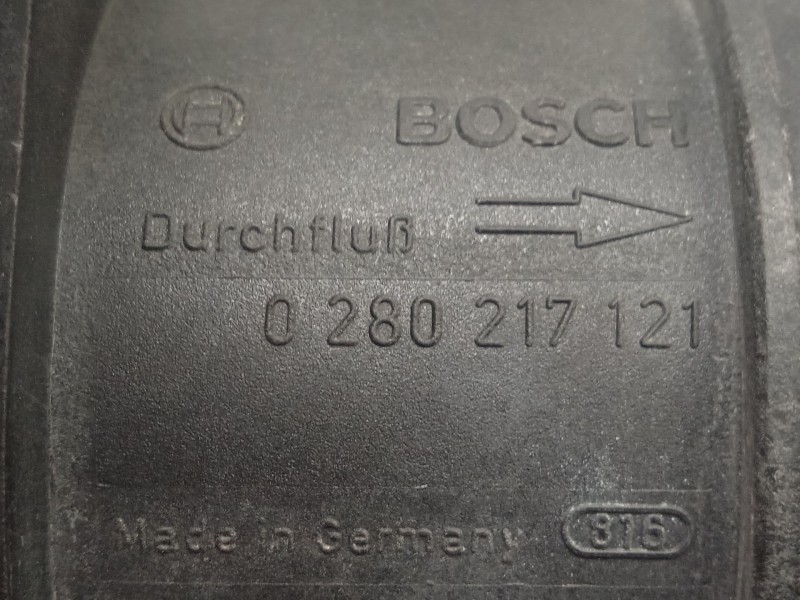 BOSCH
Durchfluß
0 280 217 121
Made in Germany 816